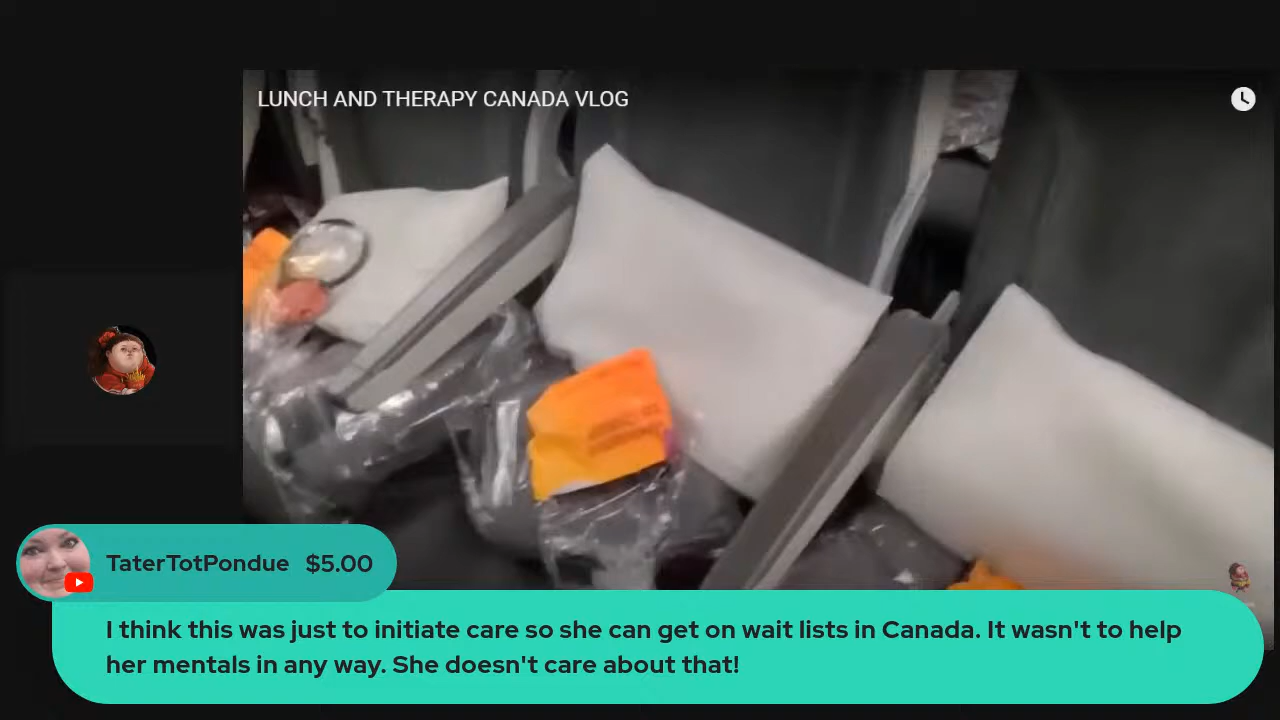 LUNCH AND THERAPY CANADA VLOG
TaterTotPondue $5.00
I think this was just to initiate care so she can get on wait lists in Canada. It wasn't to help
her mentals in any way. She doesn't care about that!